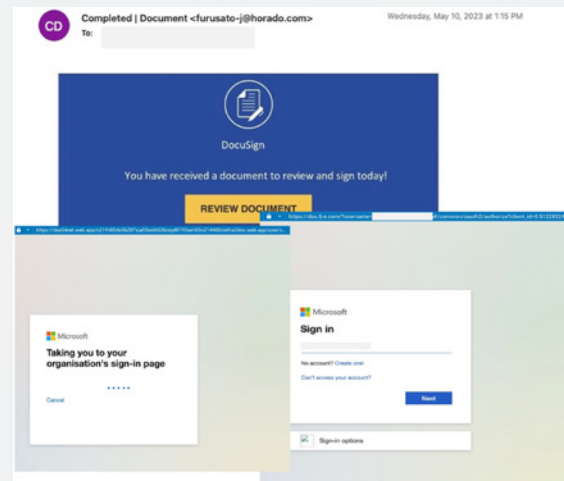 CD
Completed | Document <furusato-j@horado.com>
Wednesday, May 10, 2023 at 1:15 PM
To:
DocuSign
You have received a document to review and sign today!
REVIEW DOCUMENT
Microsoft
Taking you to your
organisation's sign-in page
Cancel
Microsoft
Sign in
No account? Create one!
Can't access your account?
Next
Sign-in options